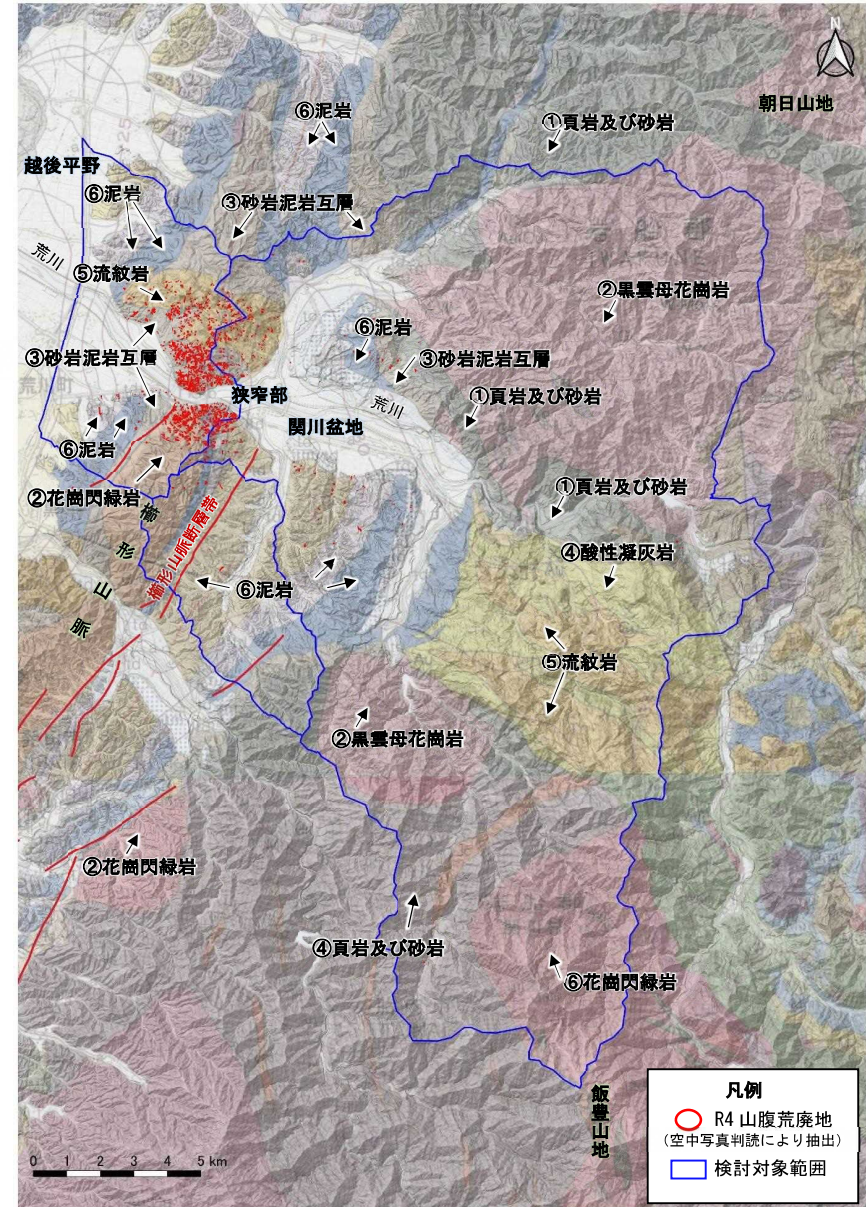 N
朝日山地
⑥泥岩
①頁岩及び砂岩
越後平野
⑥泥岩
③砂岩泥岩互層
荒川
⑤流紋岩
②黒雲母花崗岩
⑥泥岩
③砂岩泥岩互層
③砂岩泥岩互層
狭窄部
荒川
①頁岩及び砂岩
関川盆地
⑥泥岩
②花崗閃緑岩
①頁岩及び砂岩
櫛形山脈
櫛形山脈断層帯
④酸性凝灰岩
⑥泥岩
⑤流紋岩
②黒雲母花崗岩
②花崗閃緑岩
④頁岩及び砂岩
⑥花崗閃緑岩
飯豊山地
凡例
R4 山腹荒廃地
(空中写真判読により抽出)
検討対象範囲
0 1 2 3 4 5 km